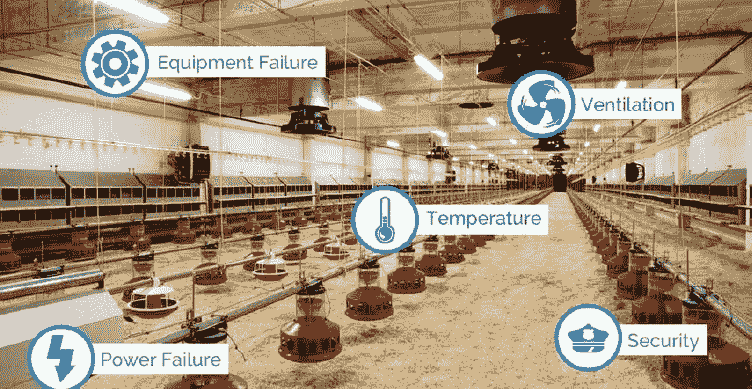 Equipment Failure
Ventilation
Temperature
Security
Power Failure